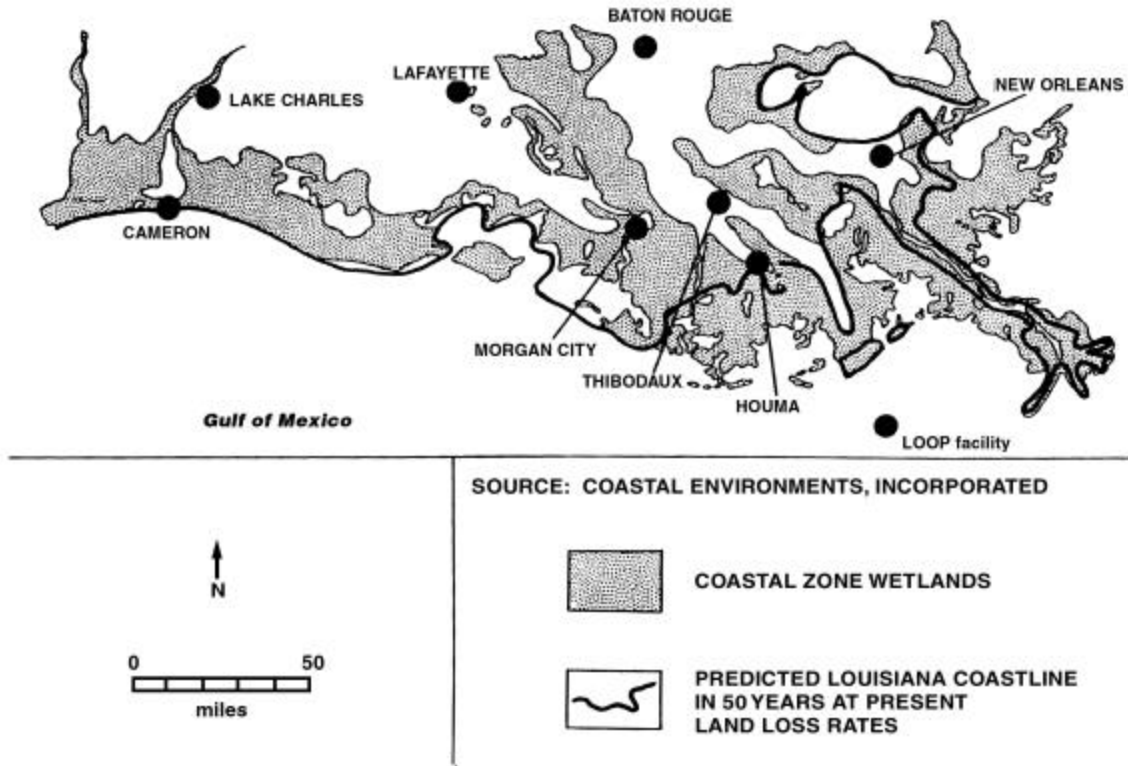 BATON ROUGE
LAFAYETTE
NEW ORLEANS
LAKE CHARLES
CAMERON
MORGAN CITY
THIBODAUX
HOUMA
Gulf of Mexico
LOOP facility
SOURCE: COASTAL ENVIRONMENTS, INCORPORATED
N
COASTAL ZONE WETLANDS
0 50
miles
PREDICTED LOUISIANA COASTLINE
IN 50 YEARS AT PRESENT
LAND LOSS RATES